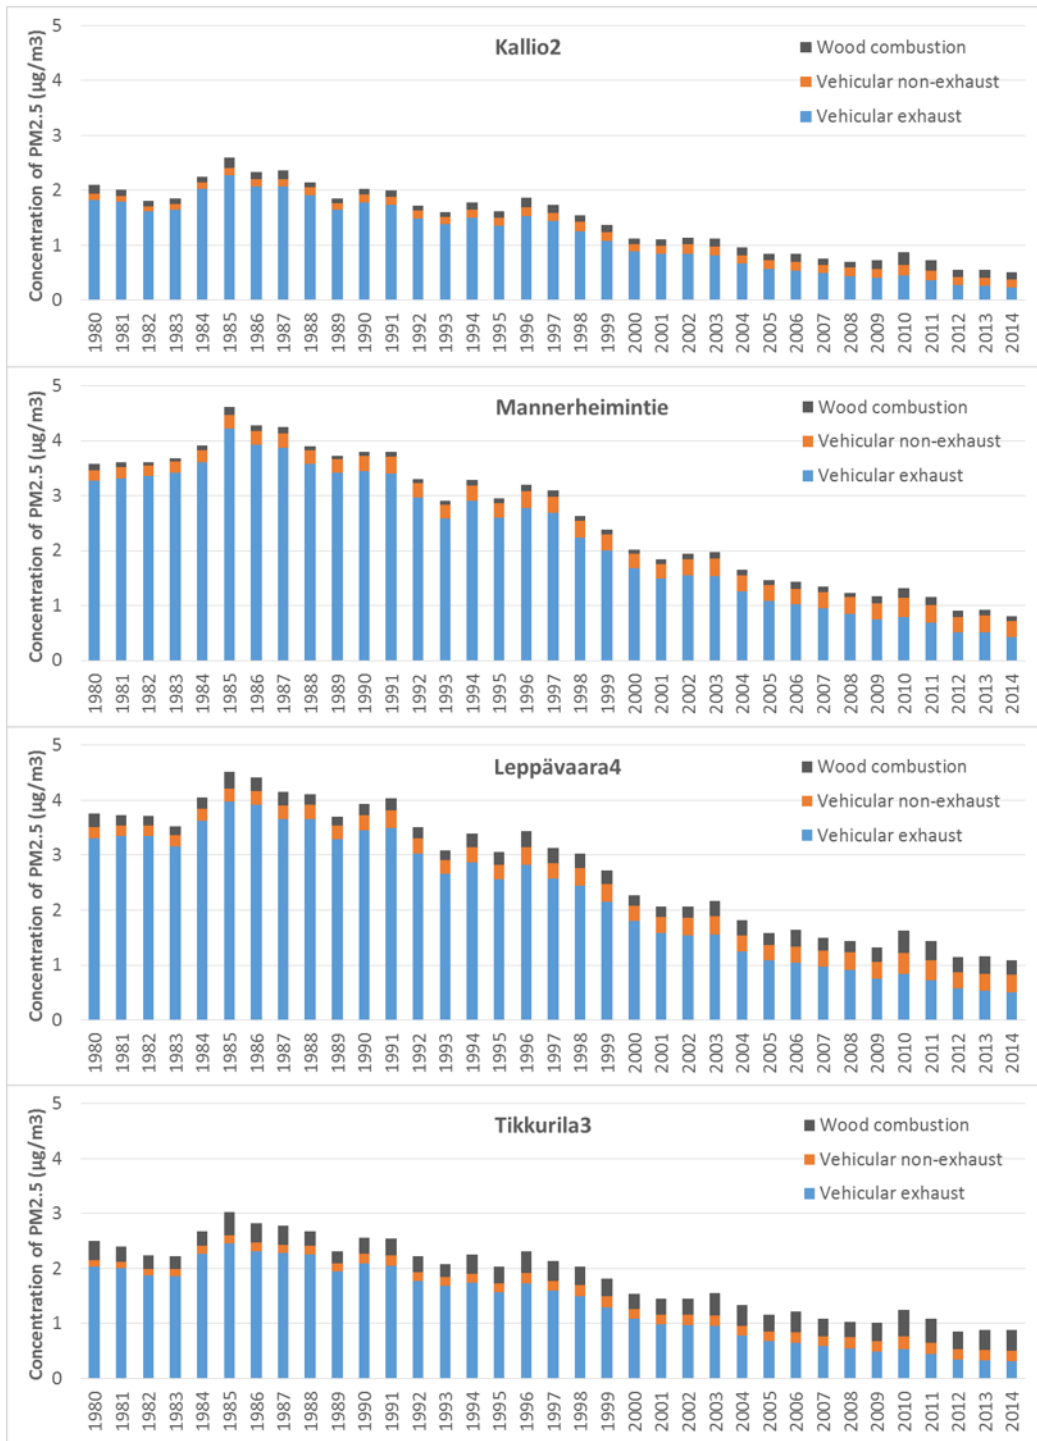 Kallio2
Wood combustion
Vehicular non-exhaust
Vehicular exhaust
Concentration of PM2.5 (µg/m3)
5
4
3
2
1
0
1980 1981 1982 1983 1984 1985 1986 1987 1988 1989 1990 1991 1992 1993 1994 1995 1996 1997 1998 1999 2000 2001 2002 2003 2004 2005 2006 2007 2008 2009 2010 2011 2012 2013 2014
Mannerheimintie
Wood combustion
Vehicular non-exhaust
Vehicular exhaust
Concentration of PM2.5 (µg/m3)
5
4
3
2
1
0
1980 1981 1982 1983 1984 1985 1986 1987 1988 1989 1990 1991 1992 1993 1994 1995 1996 1997 1998 1999 2000 2001 2002 2003 2004 2005 2006 2007 2008 2009 2010 2011 2012 2013 2014
Leppävaara4
Wood combustion
Vehicular non-exhaust
Vehicular exhaust
Concentration of PM2.5 (µg/m3)
5
4
3
2
1
0
1980 1981 1982 1983 1984 1985 1986 1987 1988 1989 1990 1991 1992 1993 1994 1995 1996 1997 1998 1999 2000 2001 2002 2003 2004 2005 2006 2007 2008 2009 2010 2011 2012 2013 2014
Tikkurila3
Wood combustion
Vehicular non-exhaust
Vehicular exhaust
Concentration of PM2.5 (µg/m3)
5
4
3
2
1
0
1980 1981 1982 1983 1984 1985 1986 1987 1988 1989 1990 1991 1992 1993 1994 1995 1996 1997 1998 1999 2000 2001 2002 2003 2004 2005 2006 2007 2008 2009 2010 2011 2012 2013 2014